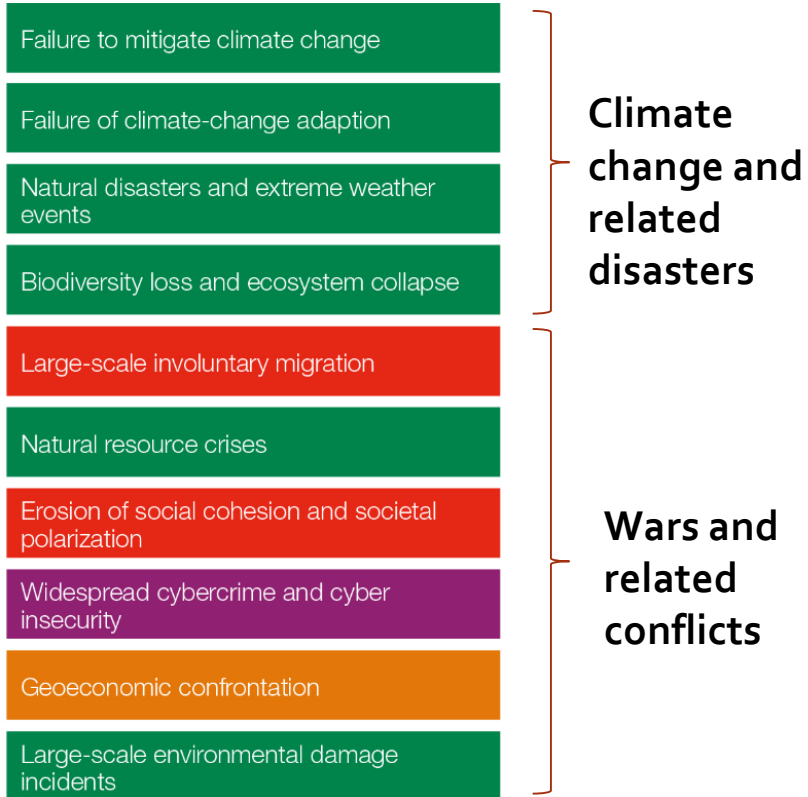 Failure to mitigate climate change
Failure of climate-change adaption
Natural disasters and extreme weather
events
Biodiversity loss and ecosystem collapse
Large-scale involuntary migration
Natural resource crises
Erosion of social cohesion and societal
polarization
Widespread cybercrime and cyber
insecurity
Geoeconomic confrontation
Large-scale environmental damage
incidents
Climate
change and
related
disasters
Wars and
related
conflicts